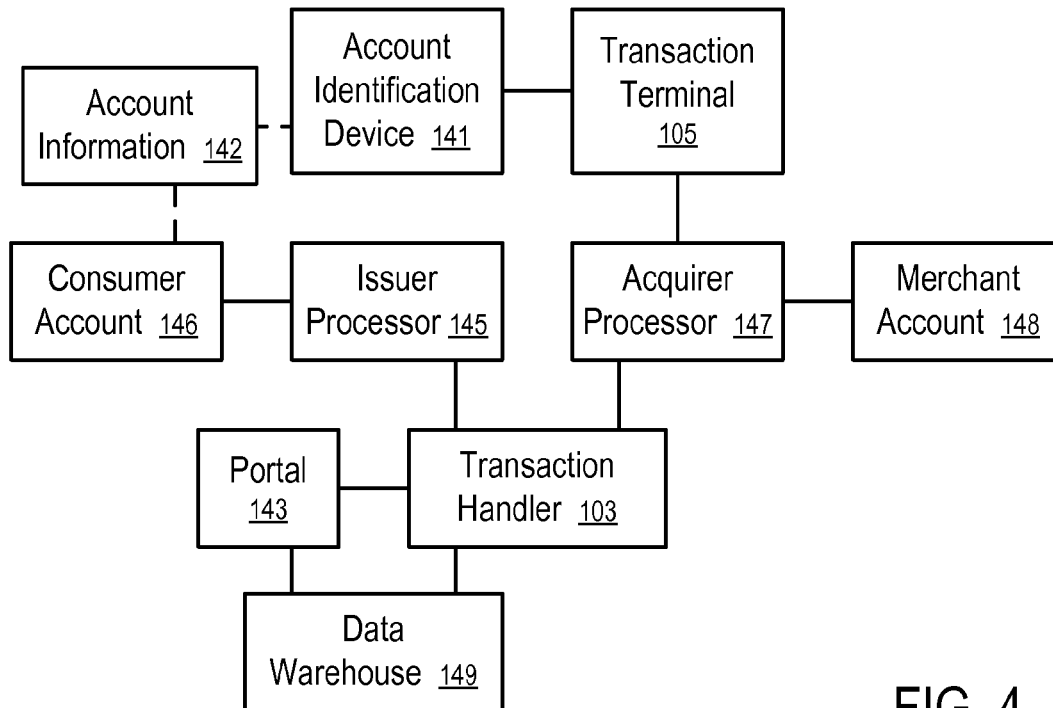 Account
Identification
Device 141
Transaction
Terminal
105
Account
Information 142
Consumer
Account 146
Issuer
Processor 145
Acquirer
Processor 147
Merchant
Account 148
Portal
143
Transaction
Handler 103
Data
Warehouse 149
FIG. 4